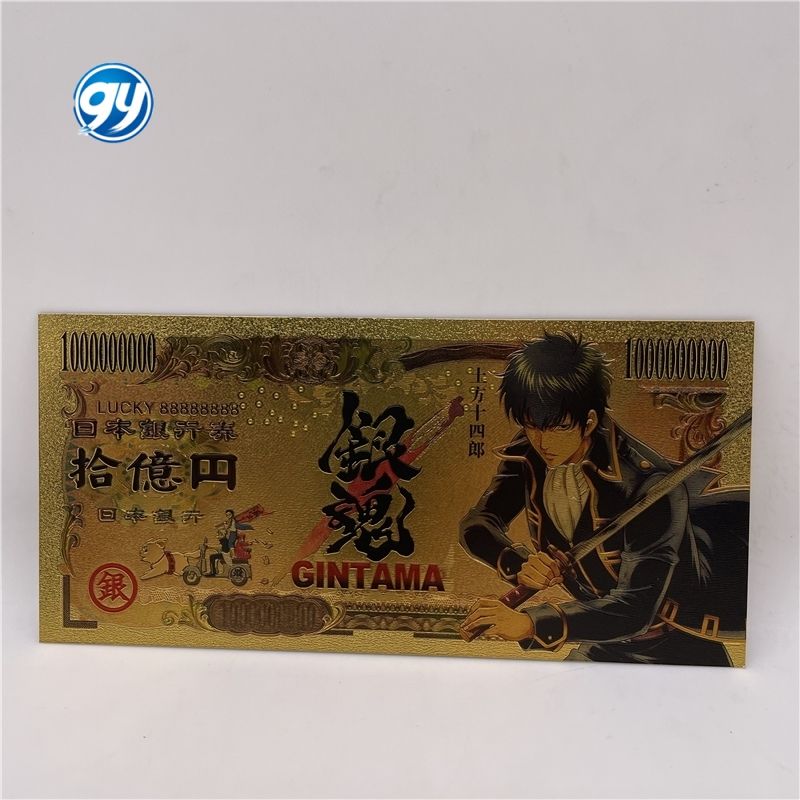 gy
1000000000
1000000000
LUCKY 88888888
日本銀行券
拾億円
日本銀行
銀
銀魂
GINTAMA
土方十四郎